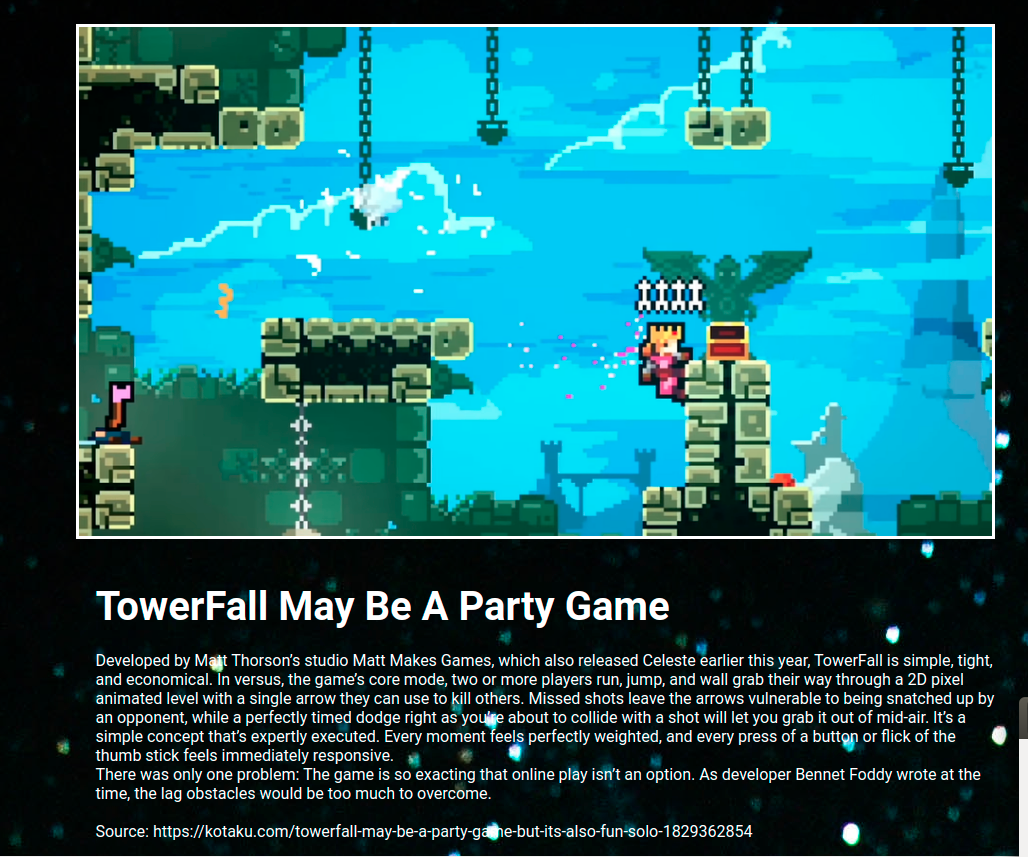 TowerFall May Be A Party Game
Developed by Matt Thorson's studio Matt Makes Games, which also released Celeste earlier this year, TowerFall is simple, tight,
and economical. In versus, the game's core mode, two or more players run, jump, and wall grab their way through a 2D pixel
animated level with a single arrow they can use to kill others. Missed shots leave the arrows vulnerable to being snatched up by
an opponent, while a perfectly timed dodge right as you're about to collide with a shot will let you grab it out of mid-air. It's a
simple concept that's expertly executed. Every moment feels perfectly weighted, and every press of a button or flick of the
thumb stick feels immediately responsive.
There was only one problem: The game is so exacting that online play isn't an option. As developer Bennet Foddy wrote at the
time, the lag obstacles would be too much to overcome.
Source: https://kotaku.com/towerfall-may-be-a-party-game-but-its-also-fun-solo-1829362854